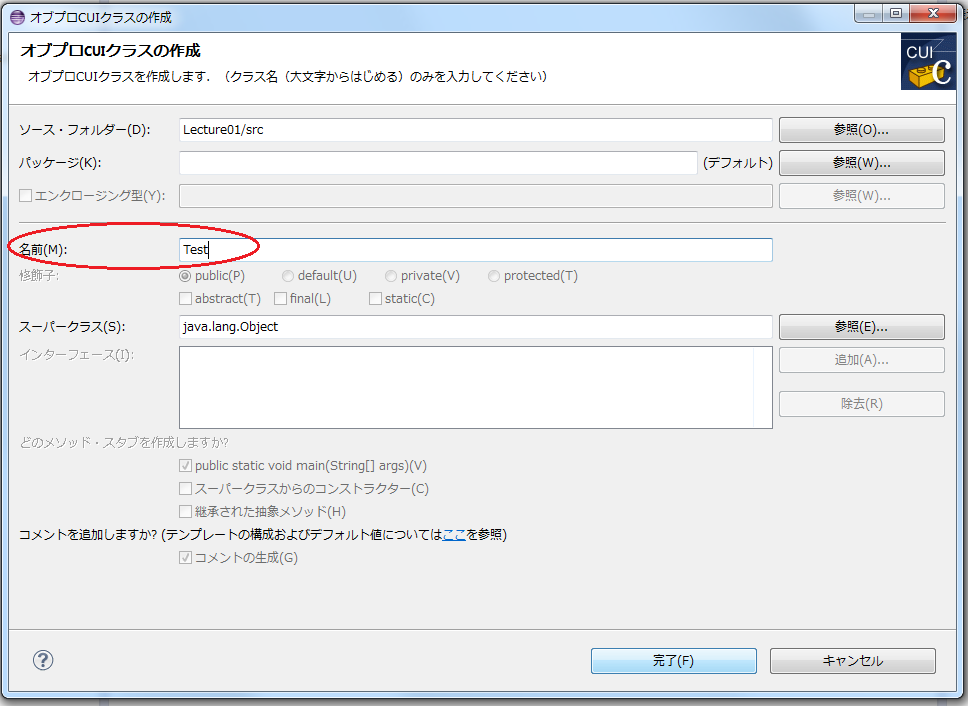 オブプロCUIクラスの作成
オブプロCUIクラスの作成
オブプロCUIクラスを作成します．（クラス名（大文字からはじめる）のみを入力してください）
CUI
C
ソース・フォルダー(D): Lecture01/src 参照(O)...
パッケージ(K): (デフォルト) 参照(W)...
エンクロージング型(Y): 参照(W)...
名前(M): Test
修飾子: public(P) default(U) private(V) protected(T)
abstract(T) final(L) static(C)
スーパークラス(S): java.lang.Object 参照(E)...
インターフェース(I): 追加(A)...
除去(R)
どのメソッド・スタブを作成しますか?
public static void main(String[] args)(V)
スーパークラスからのコンストラクター(C)
継承された抽象メソッド(H)
コメントを追加しますか? (テンプレートの構成およびデフォルト値についてはここを参照)
コメントの生成(G)
? 完了(F) キャンセル